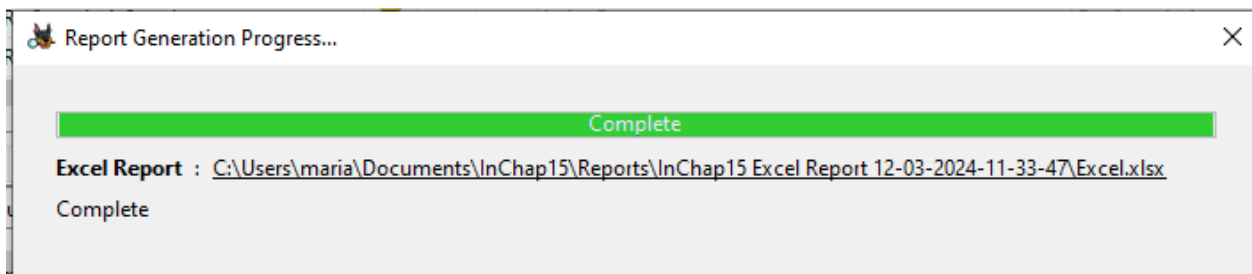 Report Generation Progress...
Complete
Excel Report : C:\Users\maria\Documents\InChap15\Reports\InChap15 Excel Report 12-03-2024-11-33-47\Excel.xlsx
Complete